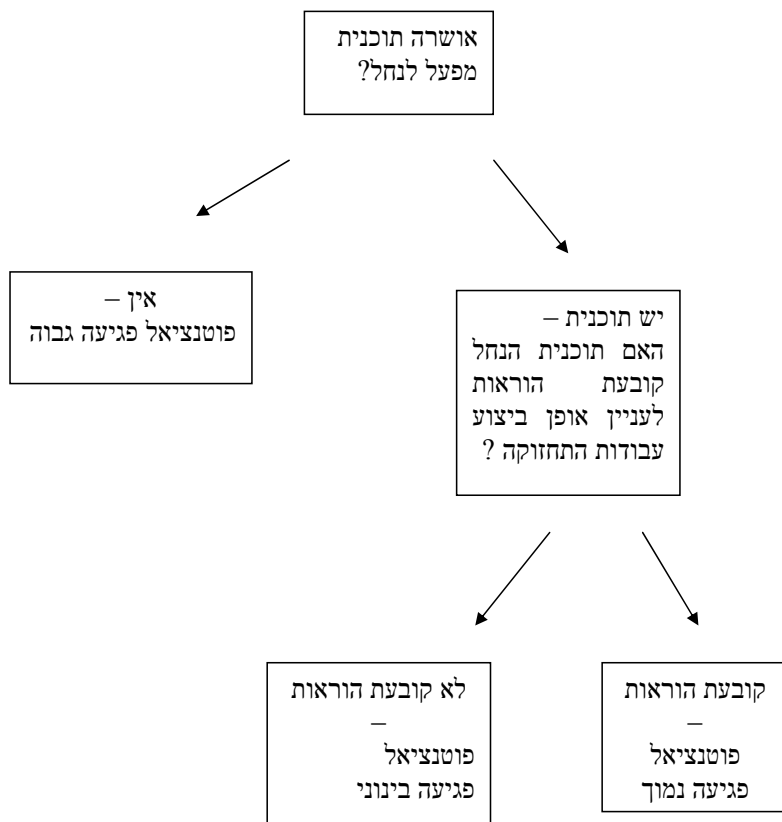 אושרה תוכנית
מפעל לנחל?
יש תוכנית –
האם תוכנית הנחל
קובעת הוראות
לעניין אופן ביצוע
עבודות התחזוקה ?
אין –
פוטנציאל פגיעה גבוה
קובעת הוראות
–
פוטנציאל
פגיעה נמוך
לא קובעת הוראות
–
פוטנציאל
פגיעה בינוני